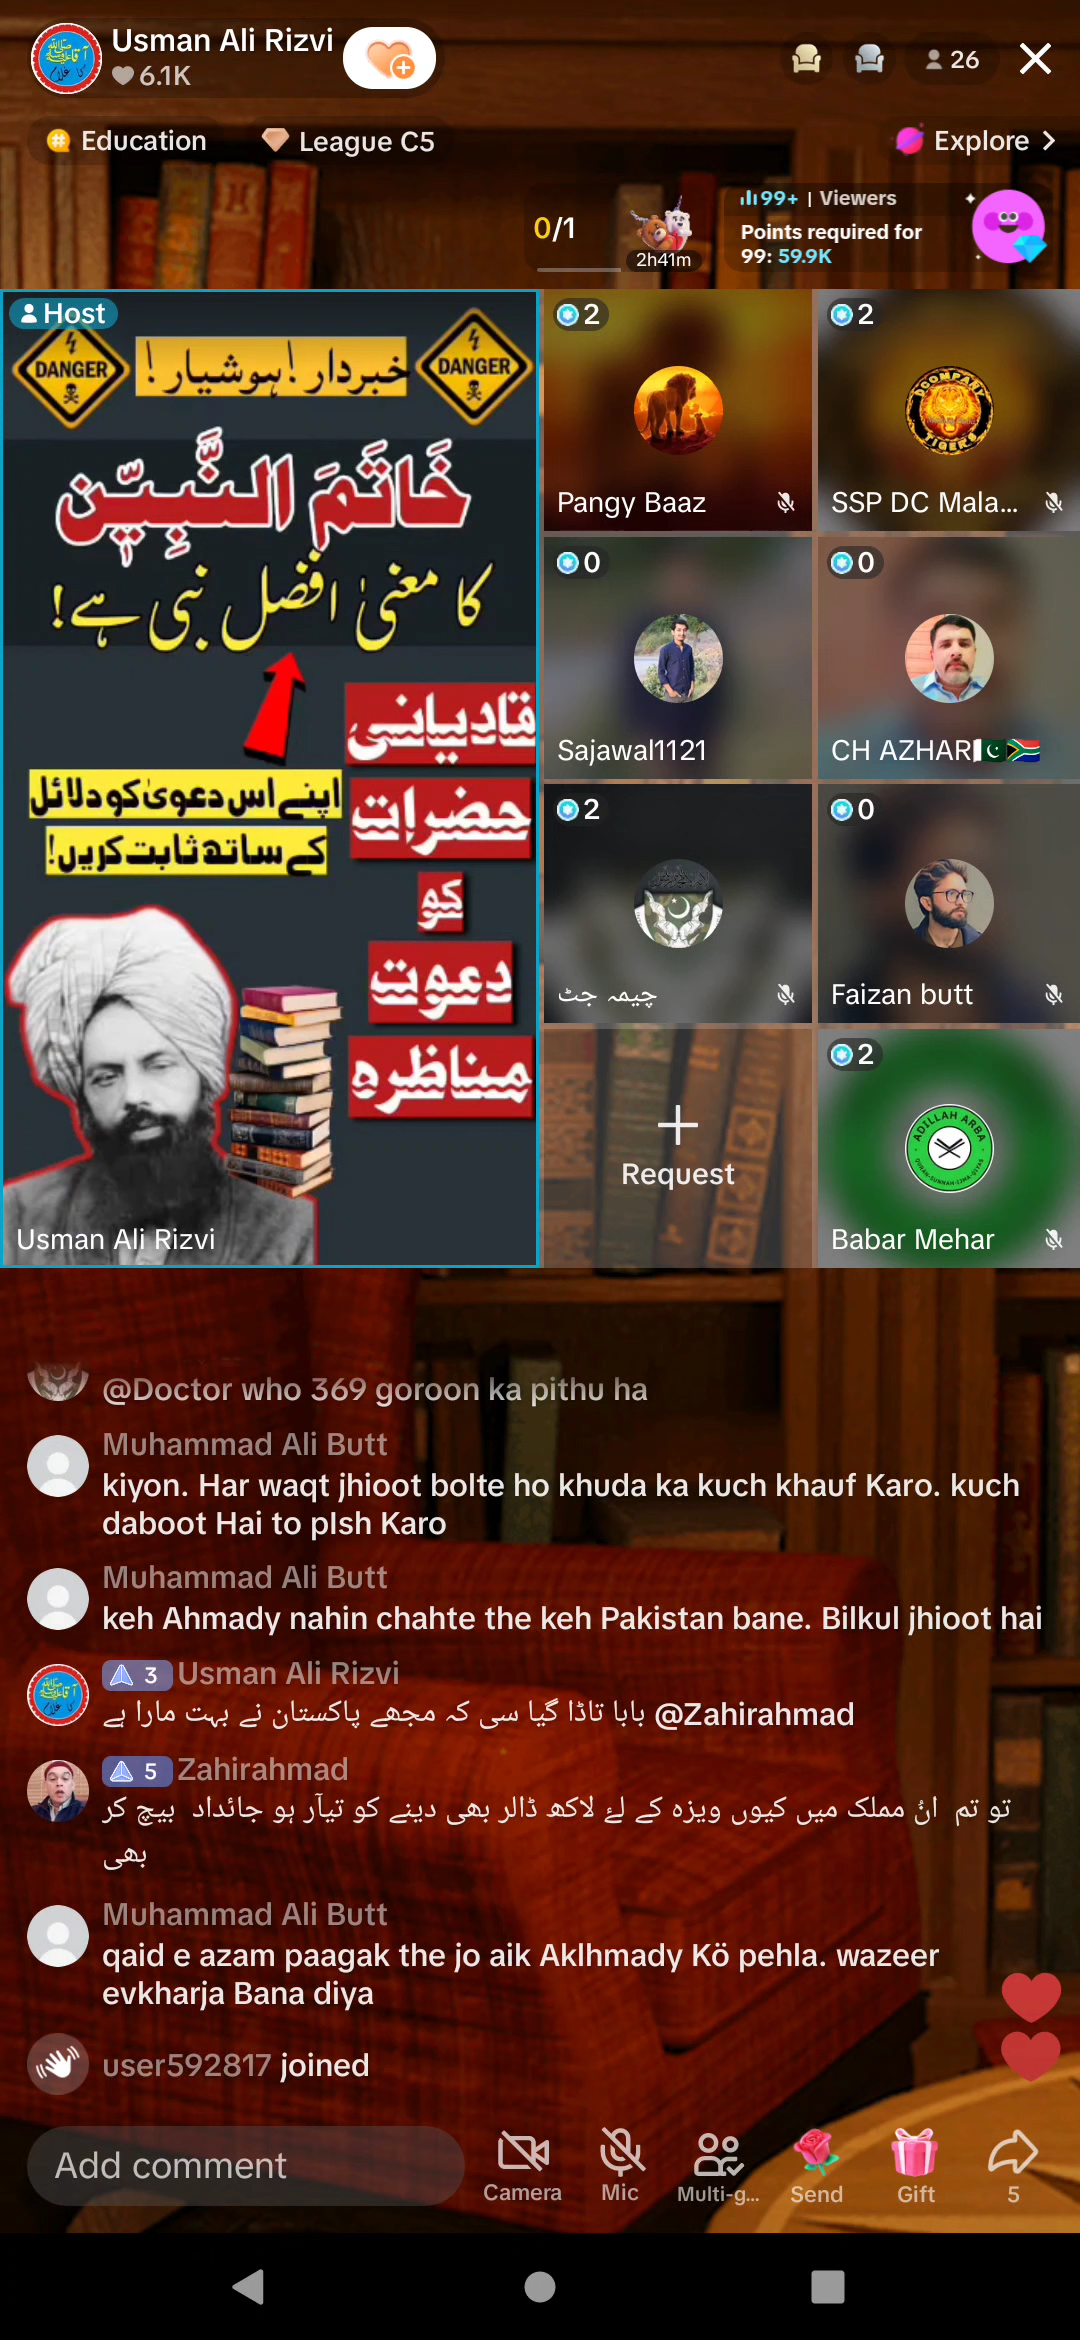 Usman Ali Rizvi
6.1K
26
Education
League C5
Explore
0/1
2h41m
99+ | Viewers
Points required for
99: 59.9K
Host
DANGER
خبردار!ہوشیار!
DANGER
خَاتَمَ النَّبِيّٖن
کا معنیٰ افضل نبی ہے!
قادیانی
حضرات
کو
دعوت
مناظرہ
اپنے اس دعویٰ کو دلائل
کے ساتھ ثابت کریں!
Usman Ali Rizvi
2
Pangy Baaz
2
DCOMPANY
TIGERS
SSP DC Mala...
0
Sajawal1121
0
CH AZHAR
2
چیمہ جٹ
0
Faizan butt
Request
2
ADILLAH ARBA
Babar Mehar
@Doctor who 369 goroon ka pithu ha
Muhammad Ali Butt
kiyon. Har waqt jhioot bolte ho khuda ka kuch khauf Karo. kuch
daboot Hai to pIsh Karo
Muhammad Ali Butt
keh Ahmady nahin chahte the keh Pakistan bane. Bilkul jhioot hai
3 Usman Ali Rizvi
@Zahirahmad بابا تاڈا گیا سی کہ مجھے پاکستان نے بہت مارا ہے
5 Zahirahmad
تو تم  انُ مملک میں کیوں ویزہ کے لۓ لاکھ ڈالر بھی دینے کو تیآر ہو جائداد  بیچ کر
بھی
Muhammad Ali Butt
qaid e azam paagak the jo aik Aklhmady Kö pehla. wazeer
evkharja Bana diya
user592817 joined
Add comment
Camera
Mic
Multi-g...
Send
Gift
5